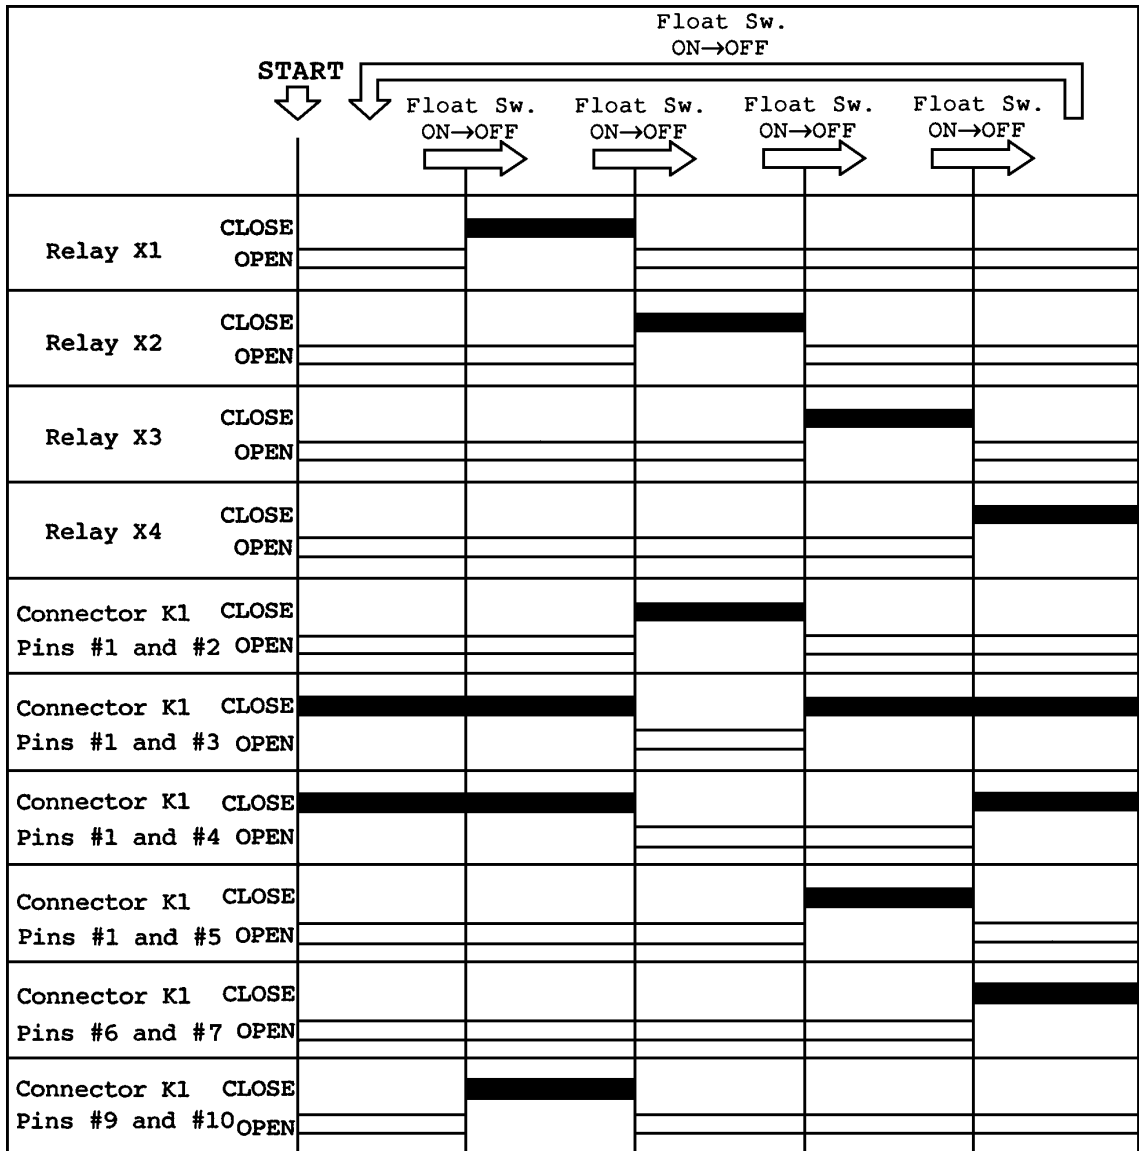 Float Sw.
ON→OFF
START
Float Sw. Float Sw. Float Sw. Float Sw.
ON→OFF ON→OFF ON→OFF ON→OFF
Relay X1
CLOSE
OPEN
Relay X2
CLOSE
OPEN
Relay X3
CLOSE
OPEN
Relay X4
CLOSE
OPEN
Connector K1 CLOSE
Pins #1 and #2 OPEN
Connector K1 CLOSE
Pins #1 and #3 OPEN
Connector K1 CLOSE
Pins #1 and #4 OPEN
Connector K1 CLOSE
Pins #1 and #5 OPEN
Connector K1 CLOSE
Pins #6 and #7 OPEN
Connector K1 CLOSE
Pins #9 and #10 OPEN